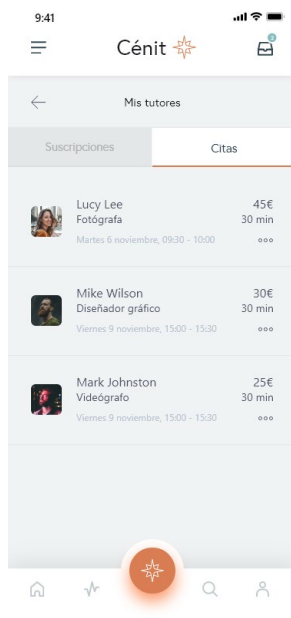 9:41
Cénit
3
Mis tutores
Suscripciones
Citas
Lucy Lee
45€
Fotógrafa
30 min
Martes 6 noviembre, 09:30 - 10:00
Mike Wilson
30€
Diseñador gráfico
30 min
Viernes 9 noviembre, 15:00 - 15:30
Mark Johnston
25€
Videógrafo
30 min
Viernes 9 noviembre, 15:00 - 15:30